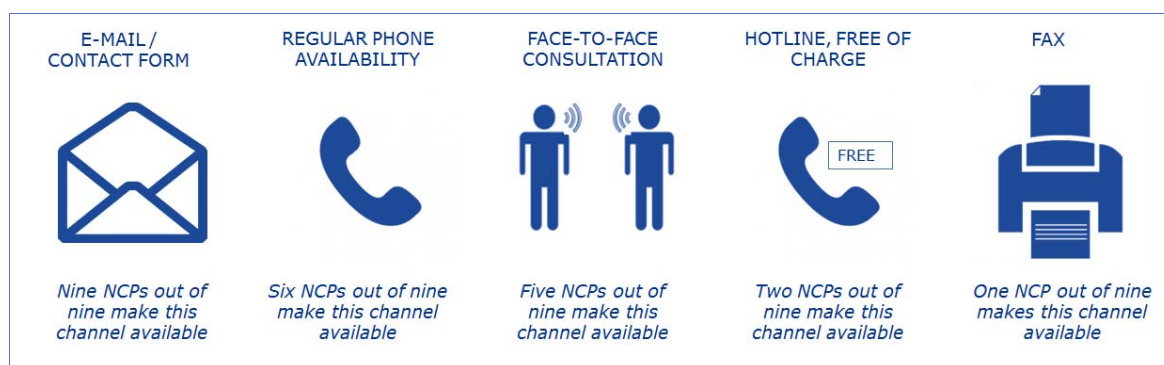 E-MAIL /
CONTACT FORM
REGULAR PHONE
AVAILABILITY
FACE-TO-FACE
CONSULTATION
HOTLINE, FREE OF
CHARGE
FAX
FREE
Nine NCPs out of
nine make this
channel available
Six NCPs out of nine
make this channel
available
Five NCPs out of
nine make this
channel available
Two NCPs out of
nine make this
channel available
One NCP out of nine
makes this channel
available